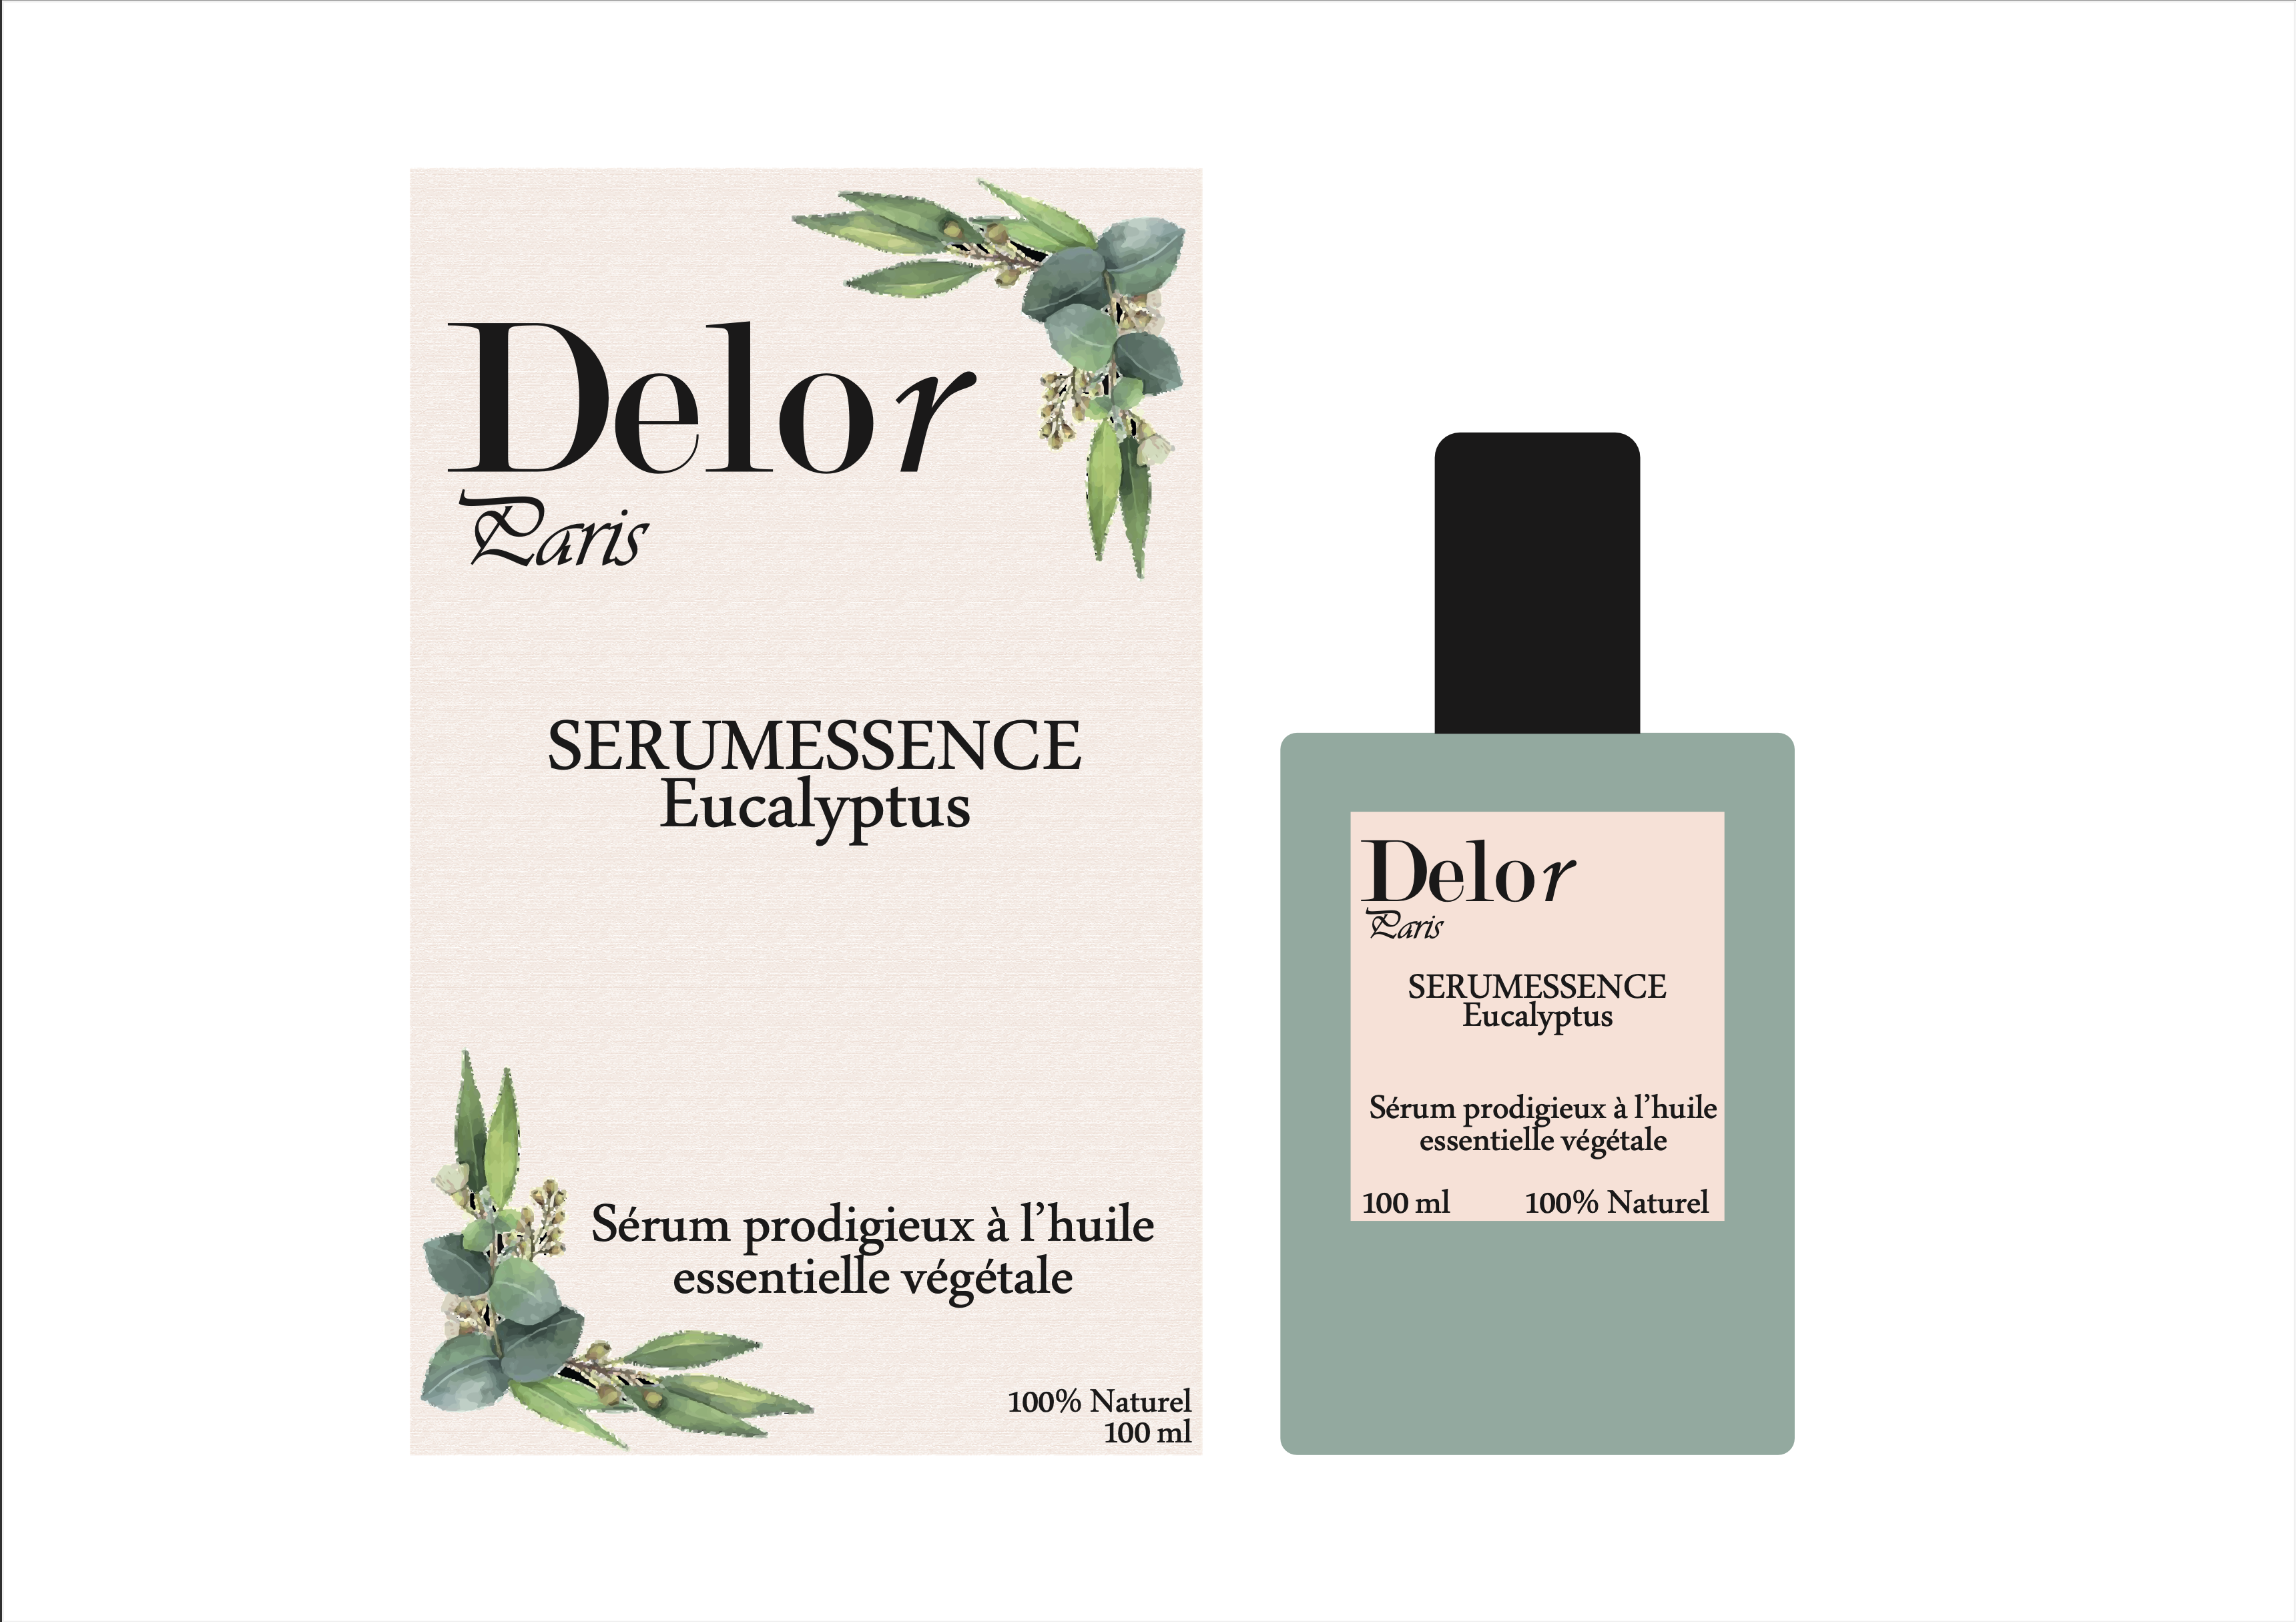 Delor
Paris
SERUMESSENCE
Eucalyptus
Sérum prodigieux à l’huile
essentielle végétale
100% Naturel
100 ml
Delor
Paris
SERUMESSENCE
Eucalyptus
Sérum prodigieux à l’huile
essentielle végétale
100 ml 100% Naturel